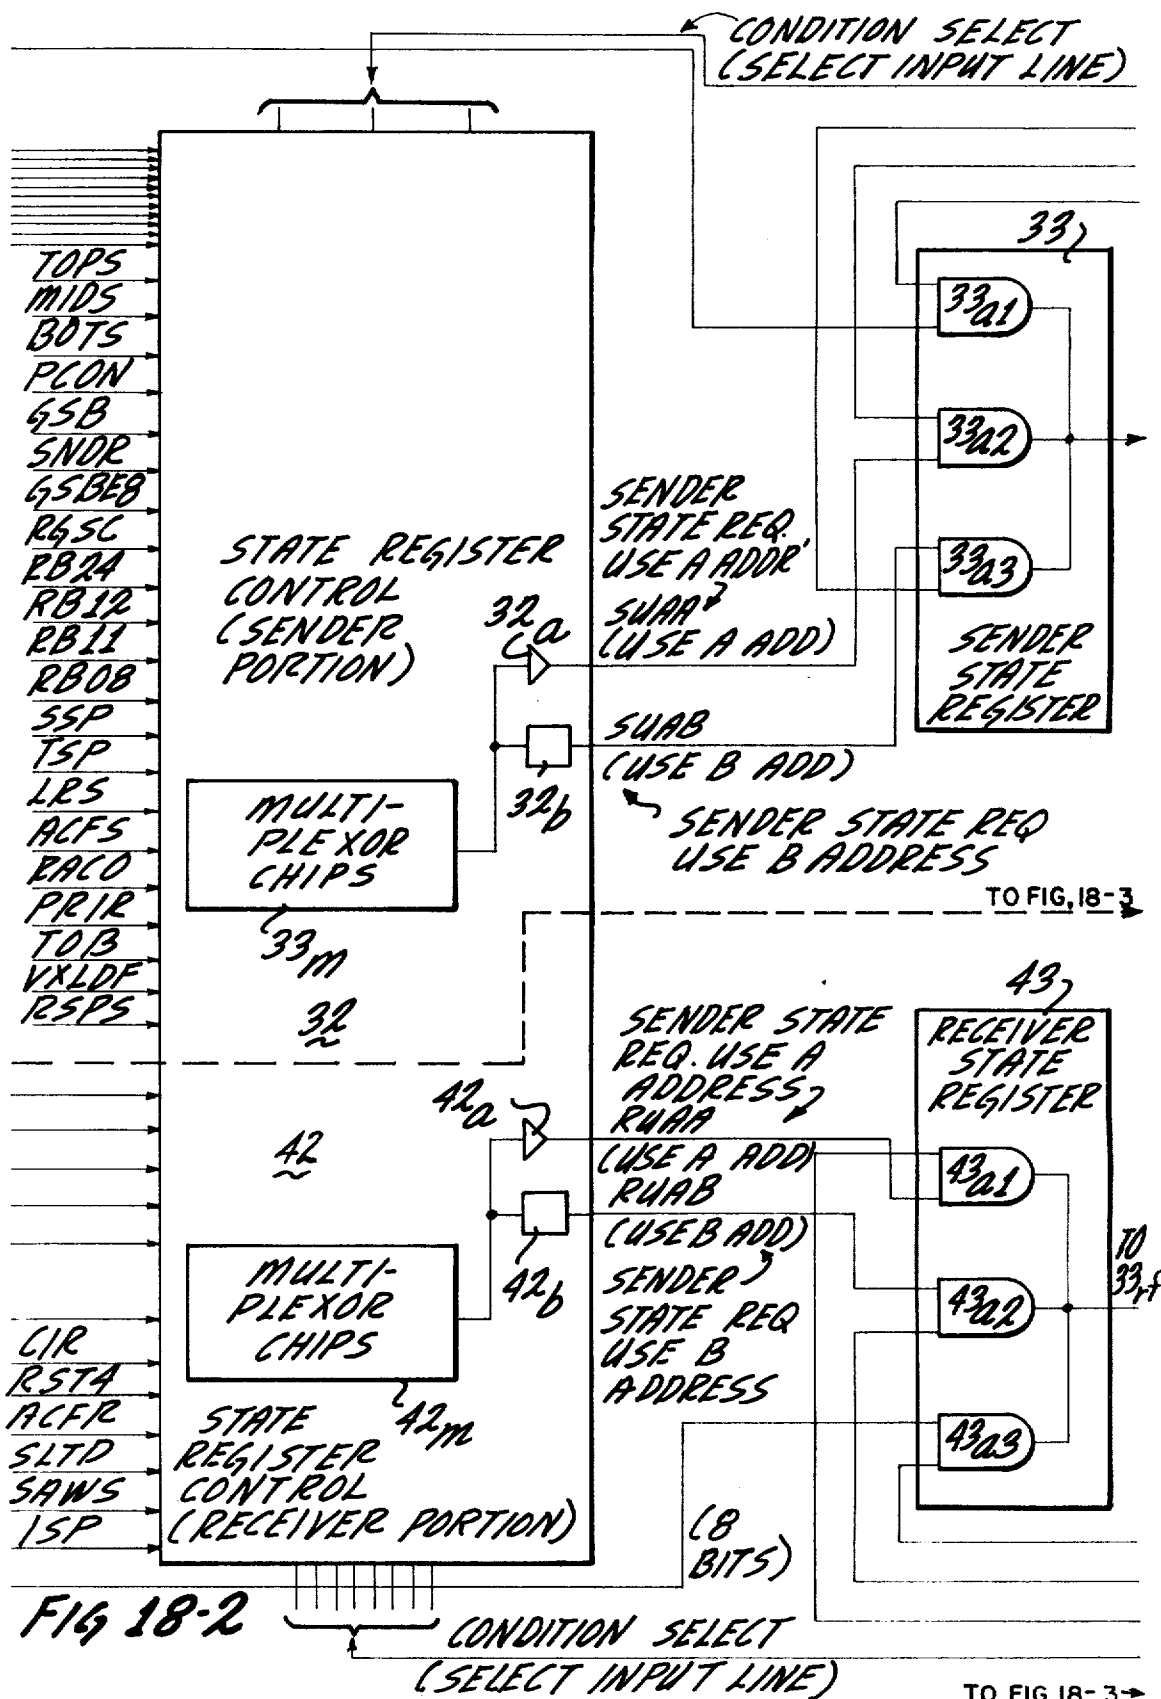 CONDITION SELECT
(SELECT INPUT LINE)
33
33a1
33a2
33a3
SENDER
STATE
REGISTER
TOPS
MIDS
BOTS
PCON
GSB
SNDR
GSBE8
RGSC
RB24
RB12
RB11
RB08
SSP
TSP
LRS
ACFS
RACO
PRIR
TOB
VXLDF
RSPS
STATE REGISTER
CONTROL
(SENDER
PORTION)
32a
SENDER
STATE REQ.
USE A ADDR'
SUAA
(USE A ADD)
SUAB
(USE B ADD)
32b
SENDER STATE REQ
USE B ADDRESS
MULTI-
PLEXOR
CHIPS
33m
32
TO FIG, 18-3
43
RECEIVER
STATE
REGISTER
SENDER STATE
REQ. USE A
ADDRESS
RUAA
(USE A ADD)
RUAB
(USE B ADD)
SENDER
STATE REQ
USE B
ADDRESS
42a
42
42b
43a1
43a2
43a3
TO
33rf
MULTI-
PLEXOR
CHIPS
42m
CIR
RST4
ACFR
SLTD
SAWS
ISP
STATE
REGISTER
CONTROL
(RECEIVER PORTION)
(8
BITS)
FIG 18-2
CONDITION SELECT
(SELECT INPUT LINE)
TO FIG 18-3